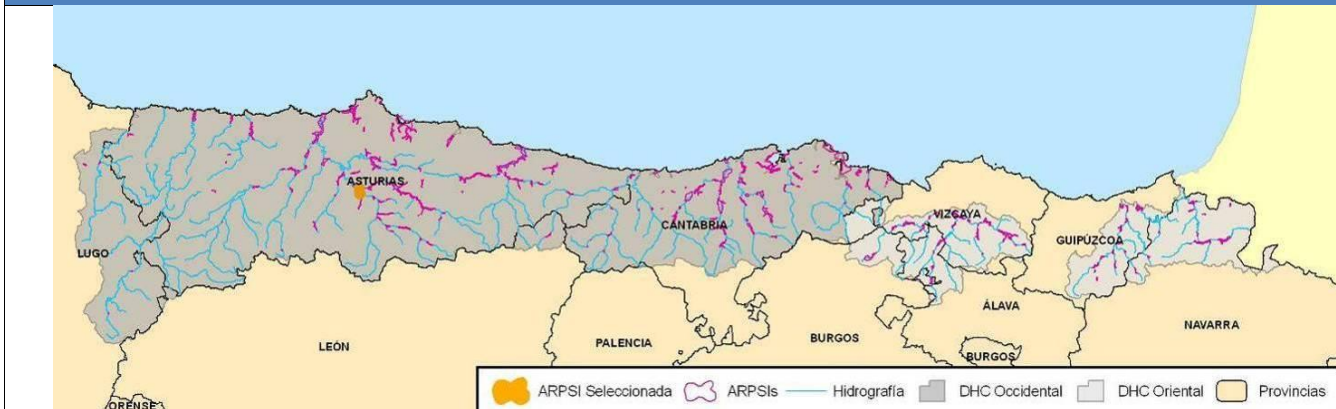 ASTURIAS
LUGO
CANTABRIA
VIZCAYA
GUIPÚZCOA
ÁLAVA
LEÓN
PALENCIA
BURGOS
NAVARRA
BURGOS
ORENSE
ARPSI Seleccionada ARPSIs Hidrografía DHC Occidental DHC Oriental Provincias